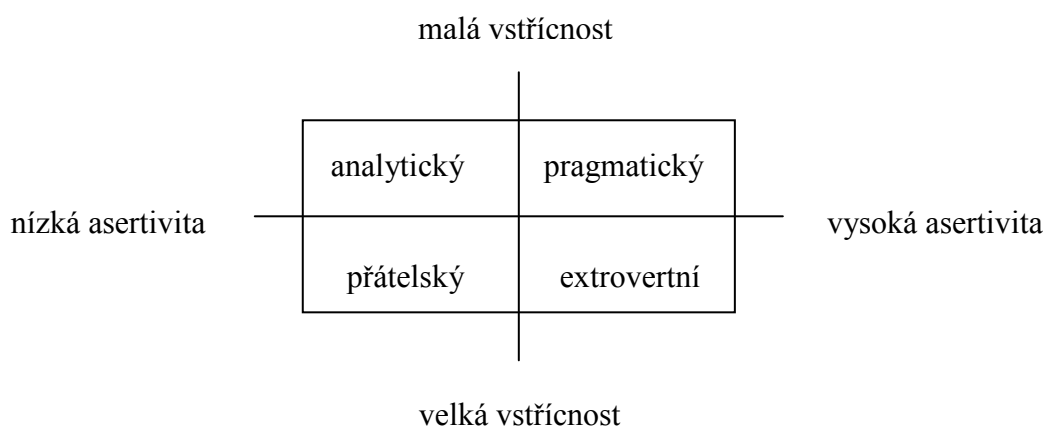 malá vstřícnost
analytický pragmatický
nízká asertivita vysoká asertivita
přátelský extrovertní
velká vstřícnost